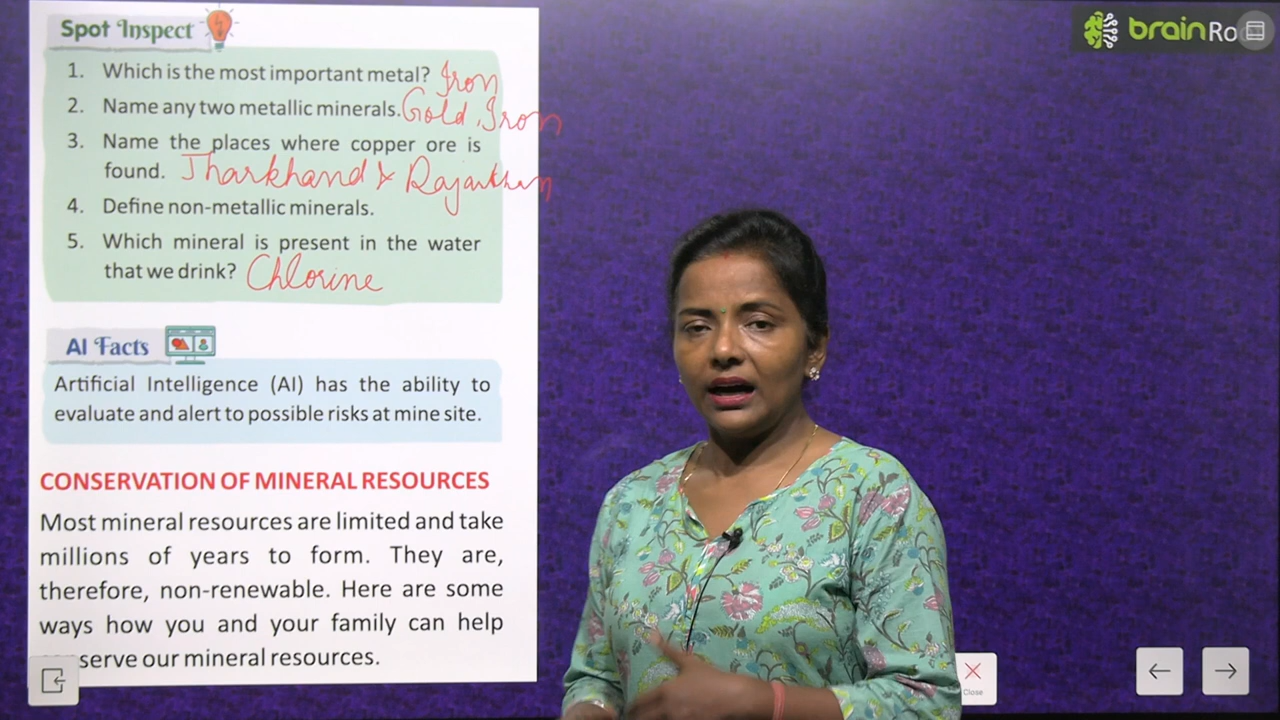 Spot Inspect
brainRo
1. Which is the most important metal? Iron
2. Name any two metallic minerals. Gold, Iron
3. Name the places where copper ore is
found. Jharkhand & Rajasthan
4. Define non-metallic minerals.
5. Which mineral is present in the water
that we drink? Chlorine
AI Facts
Artificial Intelligence (AI) has the ability to
evaluate and alert to possible risks at mine site.
CONSERVATION OF MINERAL RESOURCES
Most mineral resources are limited and take
millions of years to form. They are,
therefore, non-renewable. Here are some
ways how you and your family can help
serve our mineral resources.
Close